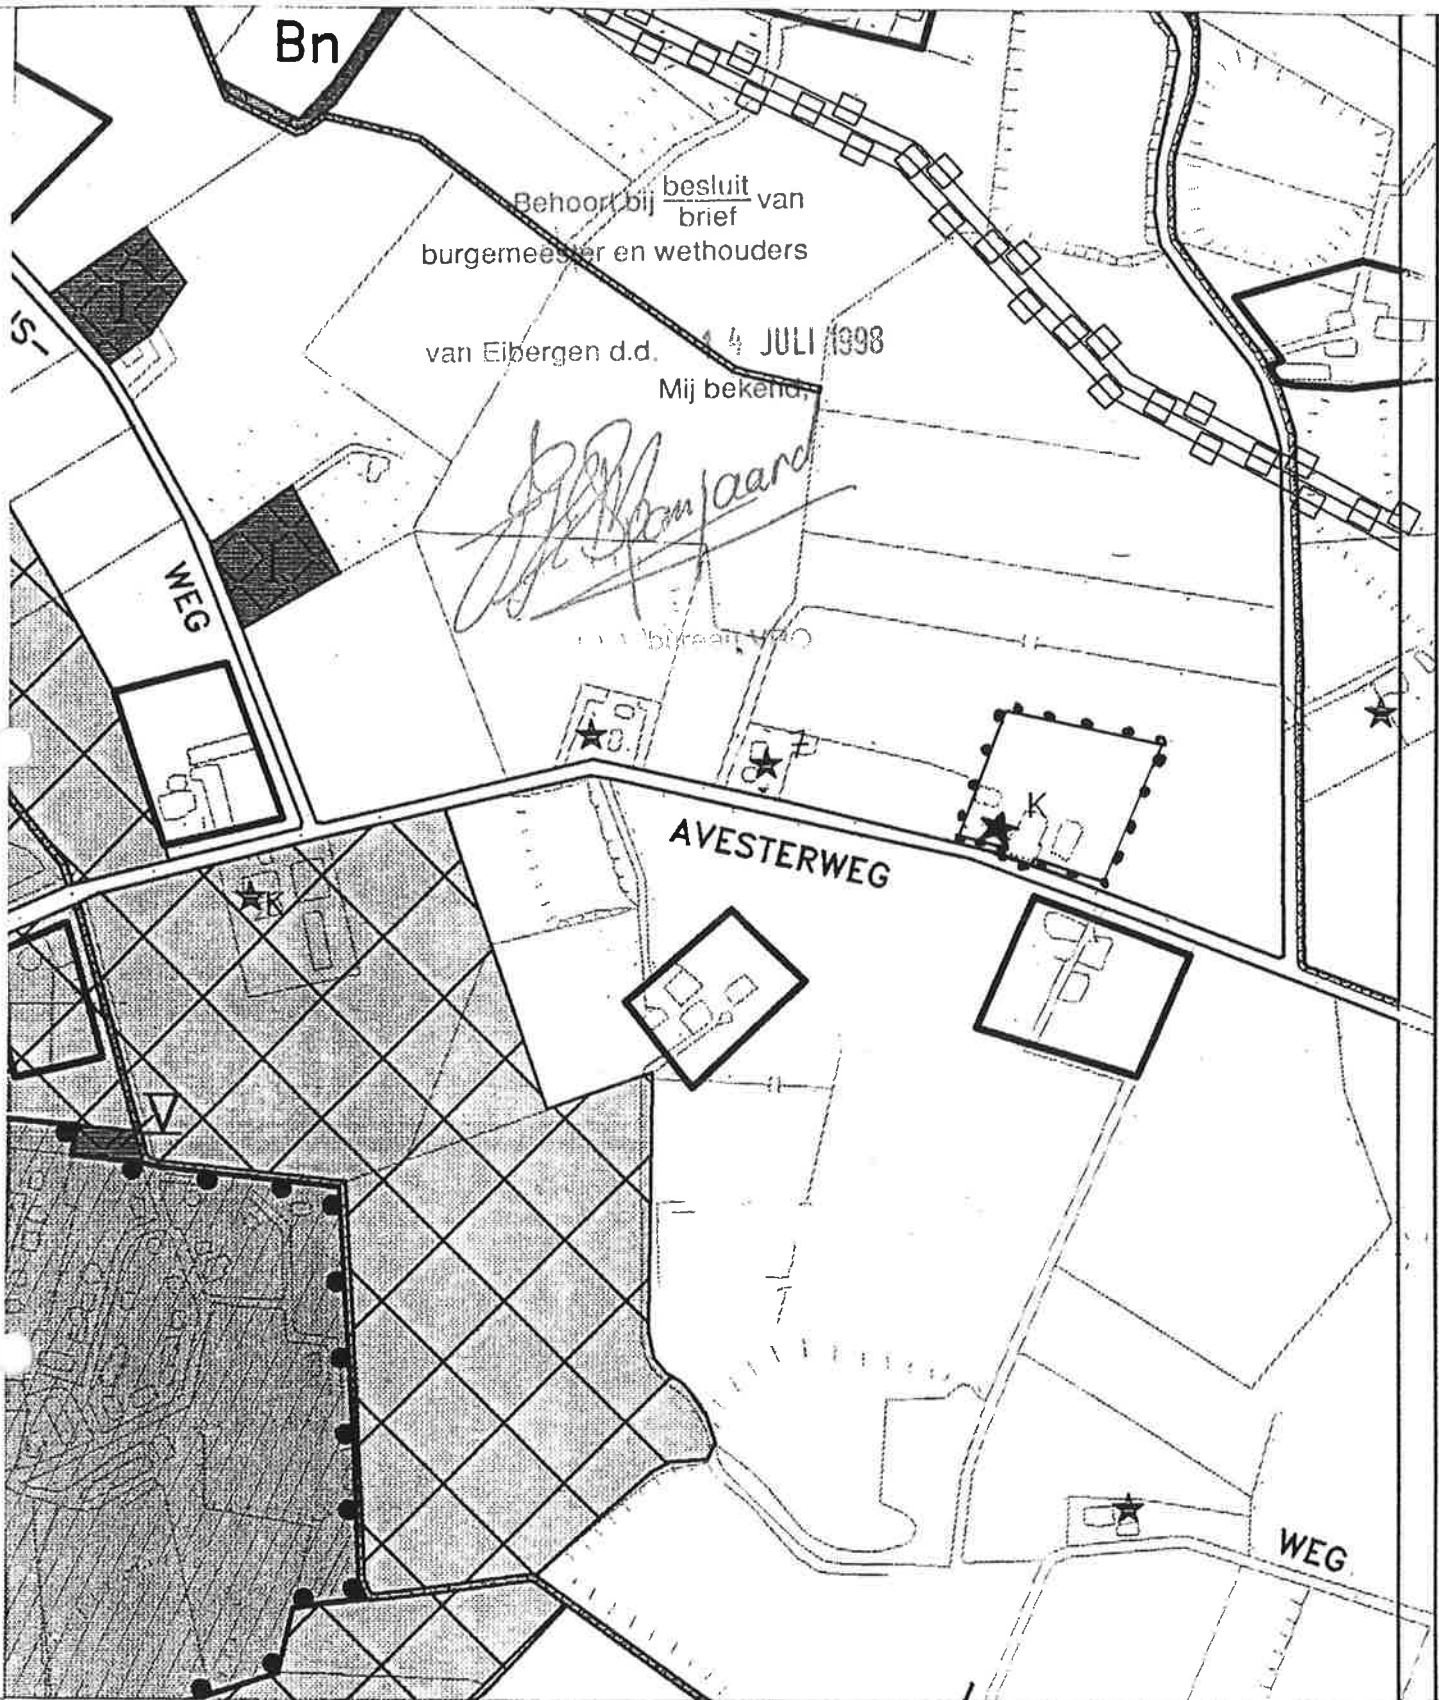 Bn
Behoort bij besluit van
brief
burgemeester en wethouders
van Eibergen d.d. 14 JULI 1998
Mij bekend,
I
'S-
I
WEG
K
AVESTERWEG
K
V
WEG